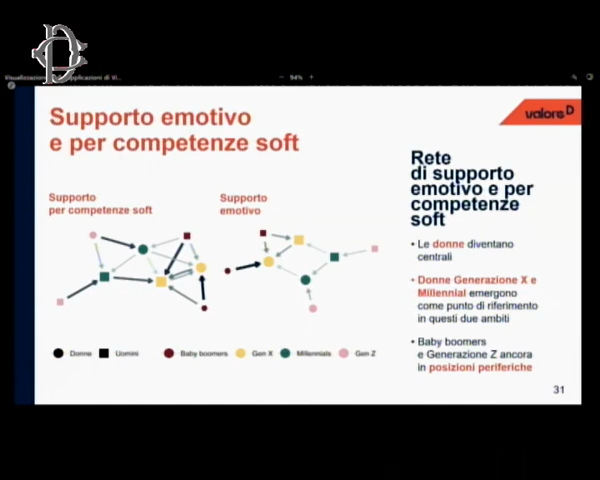 Supporto emotivo
e per competenze soft
valoreD
Rete
di supporto
emotivo e per
competenze
soft
Supporto
per competenze soft
Supporto
emotivo
• Le donne diventano
centrali
• Donne Generazione X e
Millennial emergono
come punto di riferimento
in questi due ambiti
• Baby boomers
e Generazione Z ancora
in posizioni periferiche
Donne Uomini Baby boomers Gen X Millennials Gen Z
31
94%